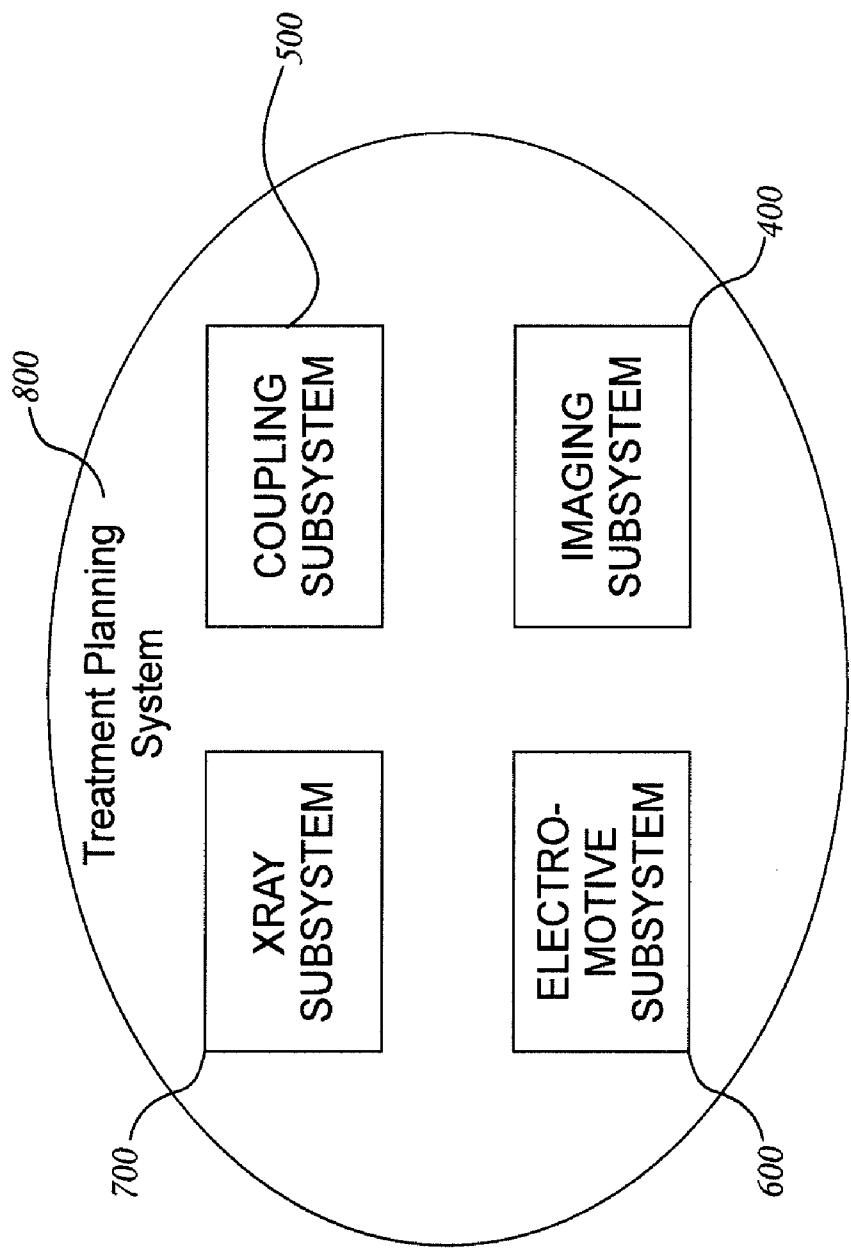 800
Treatment Planning
System
500
700
XRAY
SUBSYSTEM
COUPLING
SUBSYSTEM
ELECTRO-
MOTIVE
SUBSYSTEM
IMAGING
SUBSYSTEM
600
400